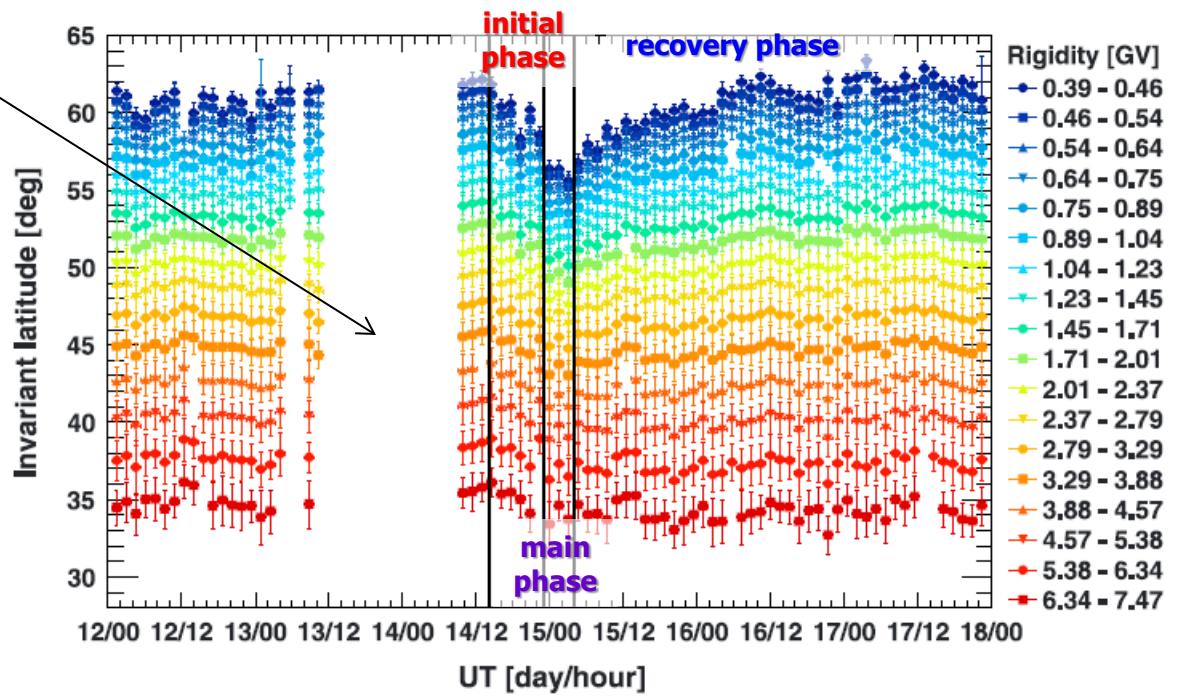 initial
phase
recovery phase
main
phase
Invariant latitude [deg]
65
60
55
50
45
40
35
30
12/00 12/12 13/00 13/12 14/00 14/12 15/00 15/12 16/00 16/12 17/00 17/12 18/00
UT [day/hour]
Rigidity [GV]
0.39 - 0.46
0.46 - 0.54
0.54 - 0.64
0.64 - 0.75
0.75 - 0.89
0.89 - 1.04
1.04 - 1.23
1.23 - 1.45
1.45 - 1.71
1.71 - 2.01
2.01 - 2.37
2.37 - 2.79
2.79 - 3.29
3.29 - 3.88
3.88 - 4.57
4.57 - 5.38
5.38 - 6.34
6.34 - 7.47